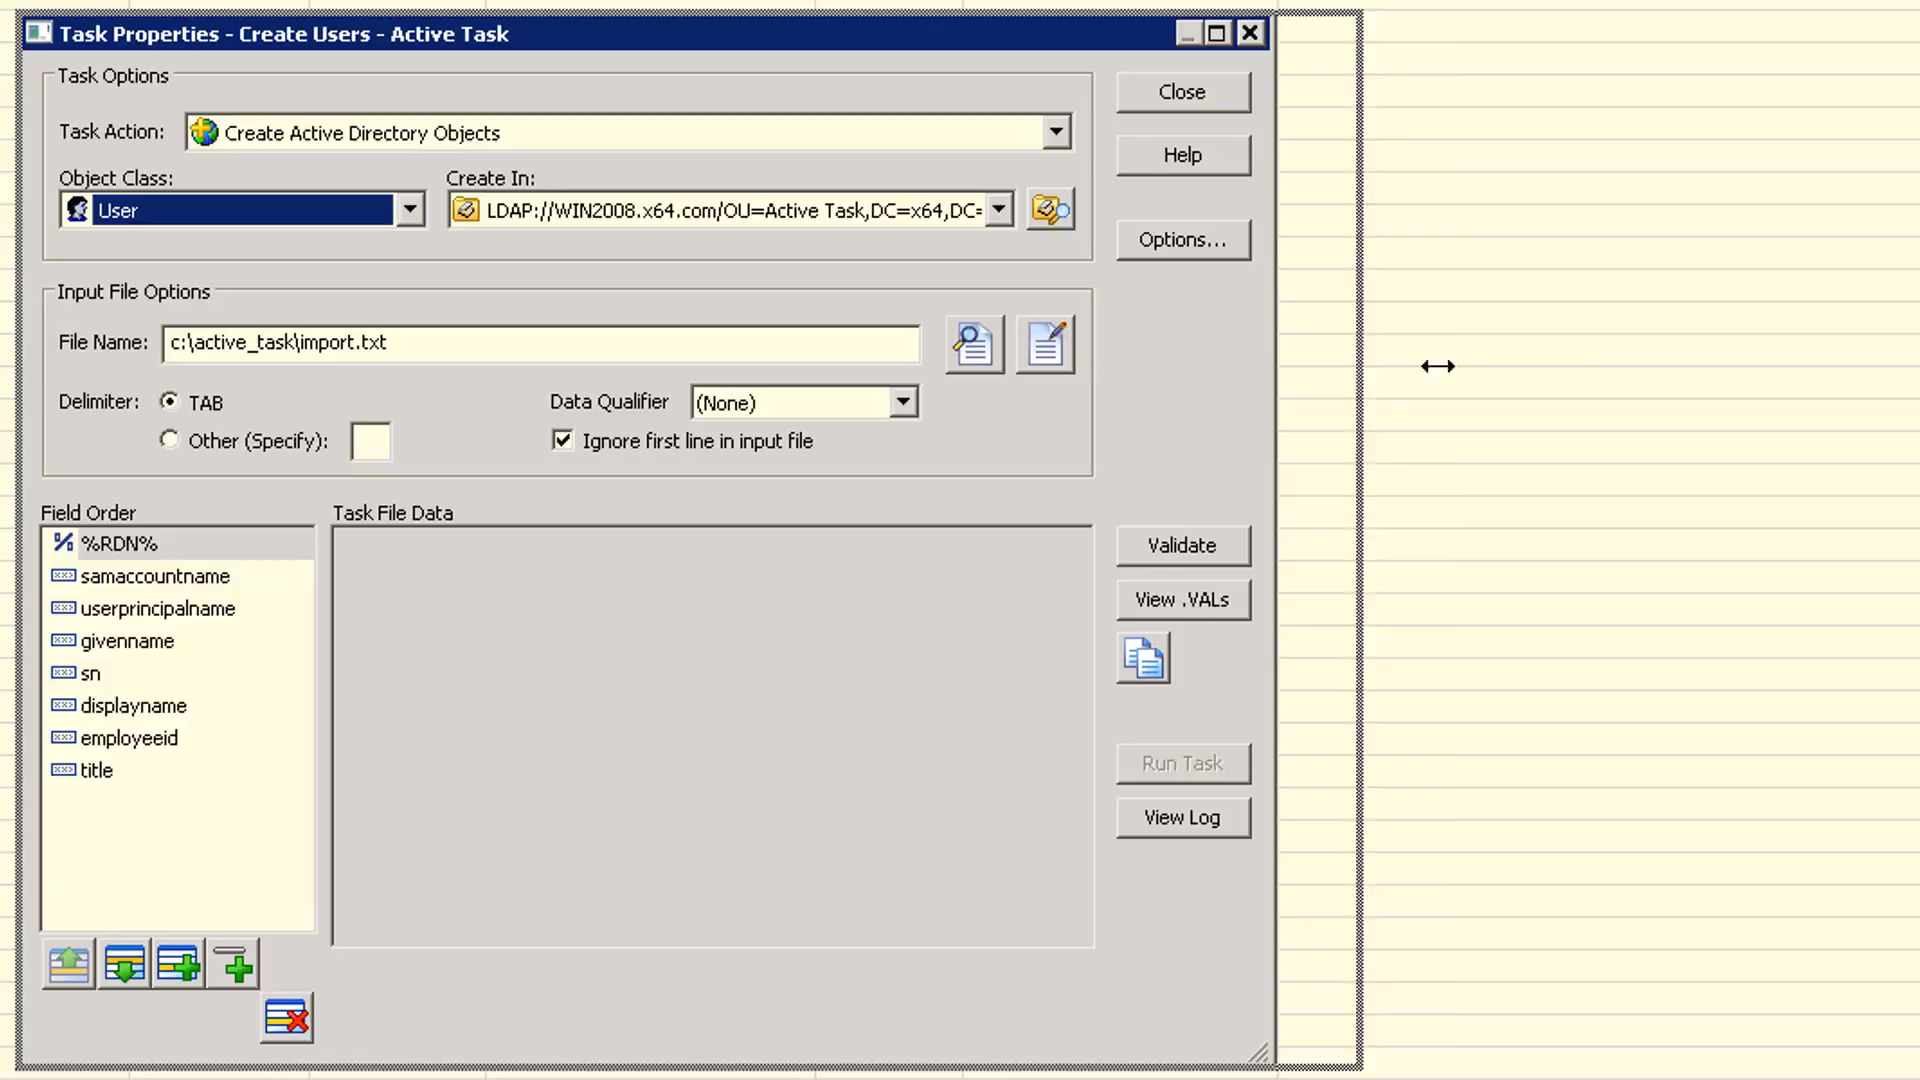 Task Properties - Create Users - Active Task
Task Options
Close
Task Action: Create Active Directory Objects
Help
Object Class: Create In:
User LDAP://WIN2008.x64.com/OU=Active Task,DC=x64,DC=
Options...
Input File Options
File Name: c:\active_task\import.txt
Delimiter: TAB Data Qualifier (None)
Other (Specify): Ignore first line in input file
Field Order Task File Data
%RDN%
samaccountname
userprincipalname
givenname
sn
displayname
employeeid
title
Validate
View .VALs
Run Task
View Log